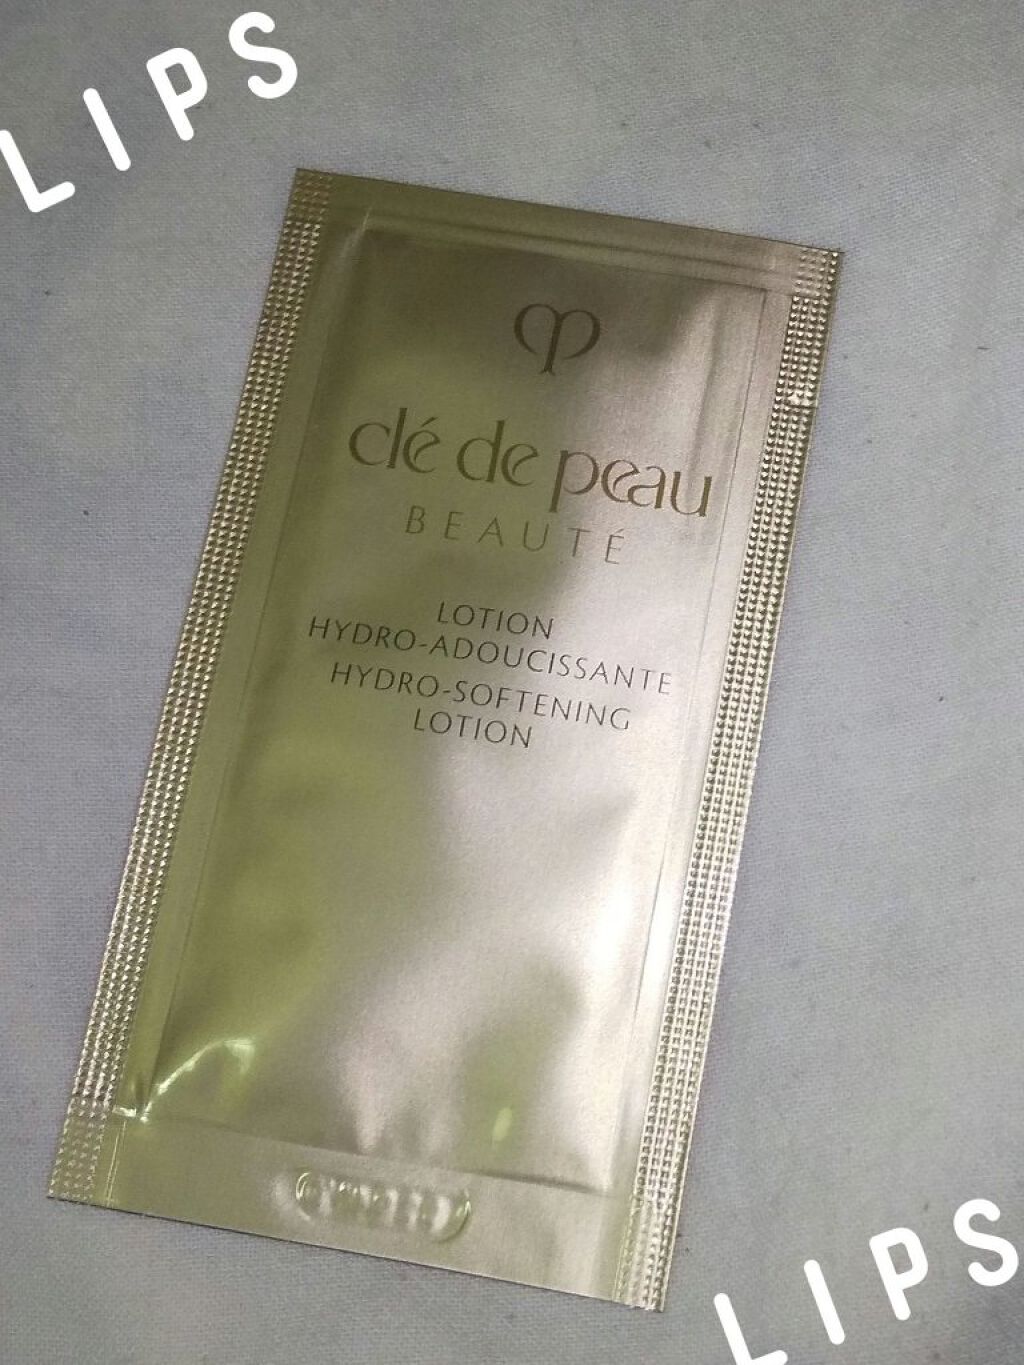 LIPS
clé de peau
BEAUTÉ
LOTION
HYDRO-ADOUCISSANTE
HYDRO-SOFTENING
LOTION
LIPS